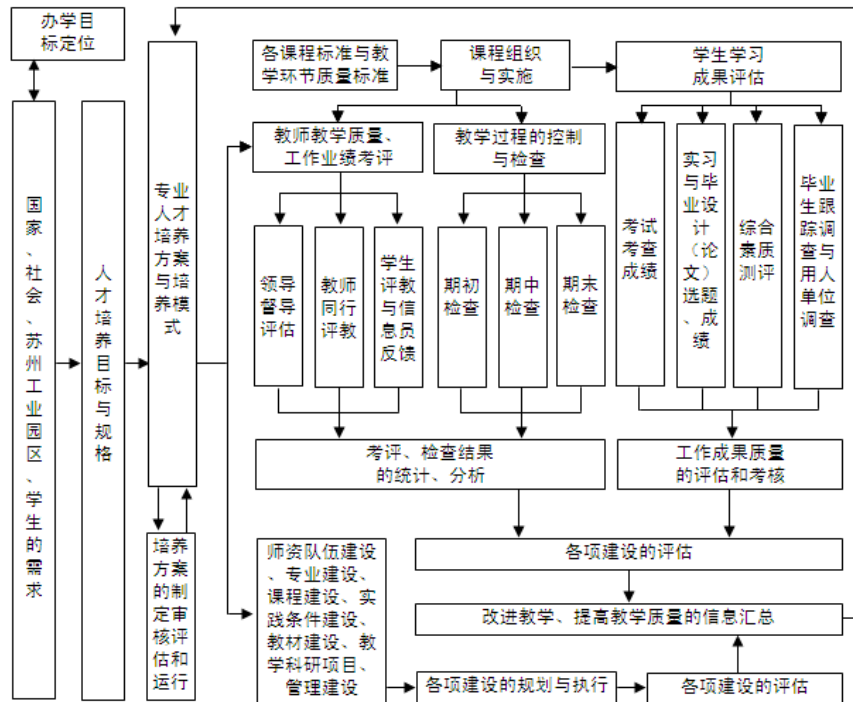 办学目
标定位
国家、社会、苏州工业园区、学生的需求
人才培养目标与规格
专业
人才
培养
方案
与培
养模
式
培养
方案
的制
定审
核评
估和
运行
各课程标准与教
学环节质量标准
课程组织
与实施
学生学习
成果评估
教师教学质量、
工作业绩考评
教学过程的控制
与检查
领导
督导
评估
教师
同行
评教
学生
评教
与信
息员
反馈
期初
检查
期中
检查
期末
检查
考试
考查
成绩
实习
与毕
业设
计
（论
文）
选题
、成
绩
综合
素质
测评
毕业
生跟
踪调
查与
用人
单位
调查
考评、检查结果
的统计、分析
工作成果质量
的评估和考核
师资队伍建设
、专业建设、
课程建设、实
践条件建设、
教材建设、教
学科研项目、
管理建设
各项建设的评估
改进教学、提高教学质量的信息汇总
各项建设的规划与执行
各项建设的评估